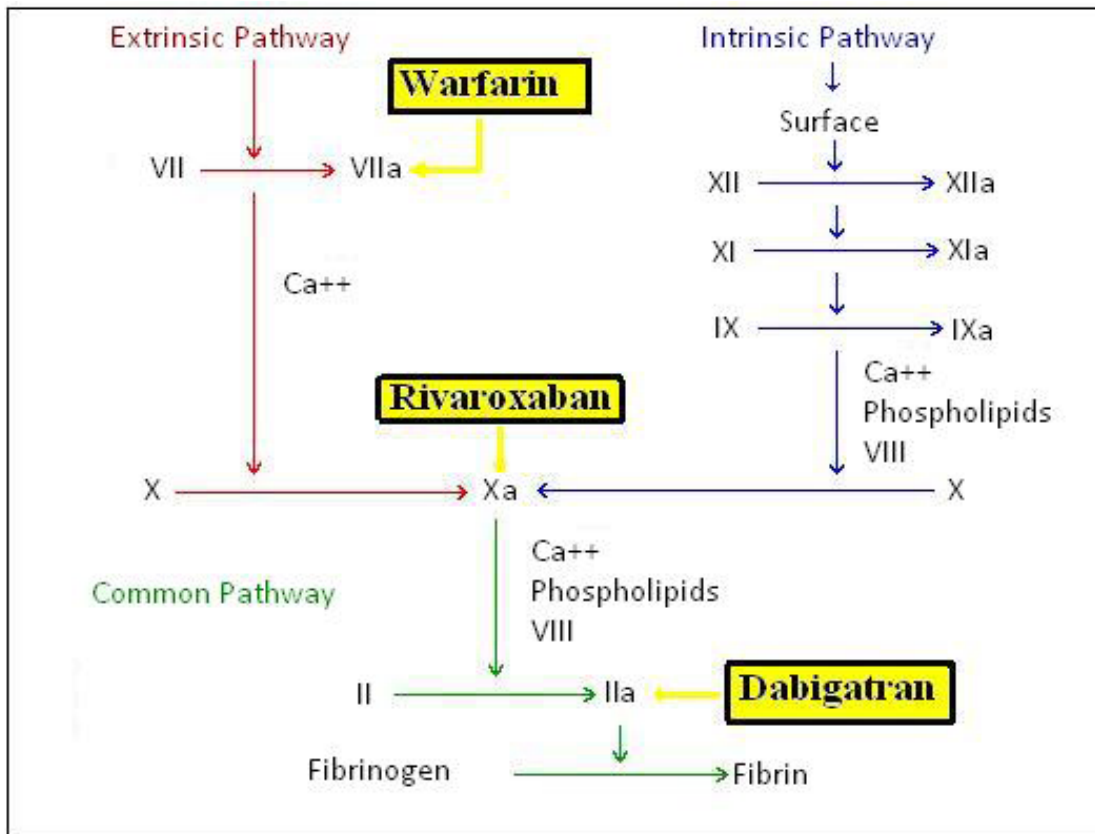 Extrinsic Pathway
Intrinsic Pathway
Warfarin
Surface
VII
VIIa
XII
XIIa
XI
XIa
Ca++
IX
IXa
Ca++
Phospholipids
VIII
Rivaroxaban
X
Xa
X
Ca++
Phospholipids
VIII
Common Pathway
II
IIa
Dabigatran
Fibrinogen
Fibrin